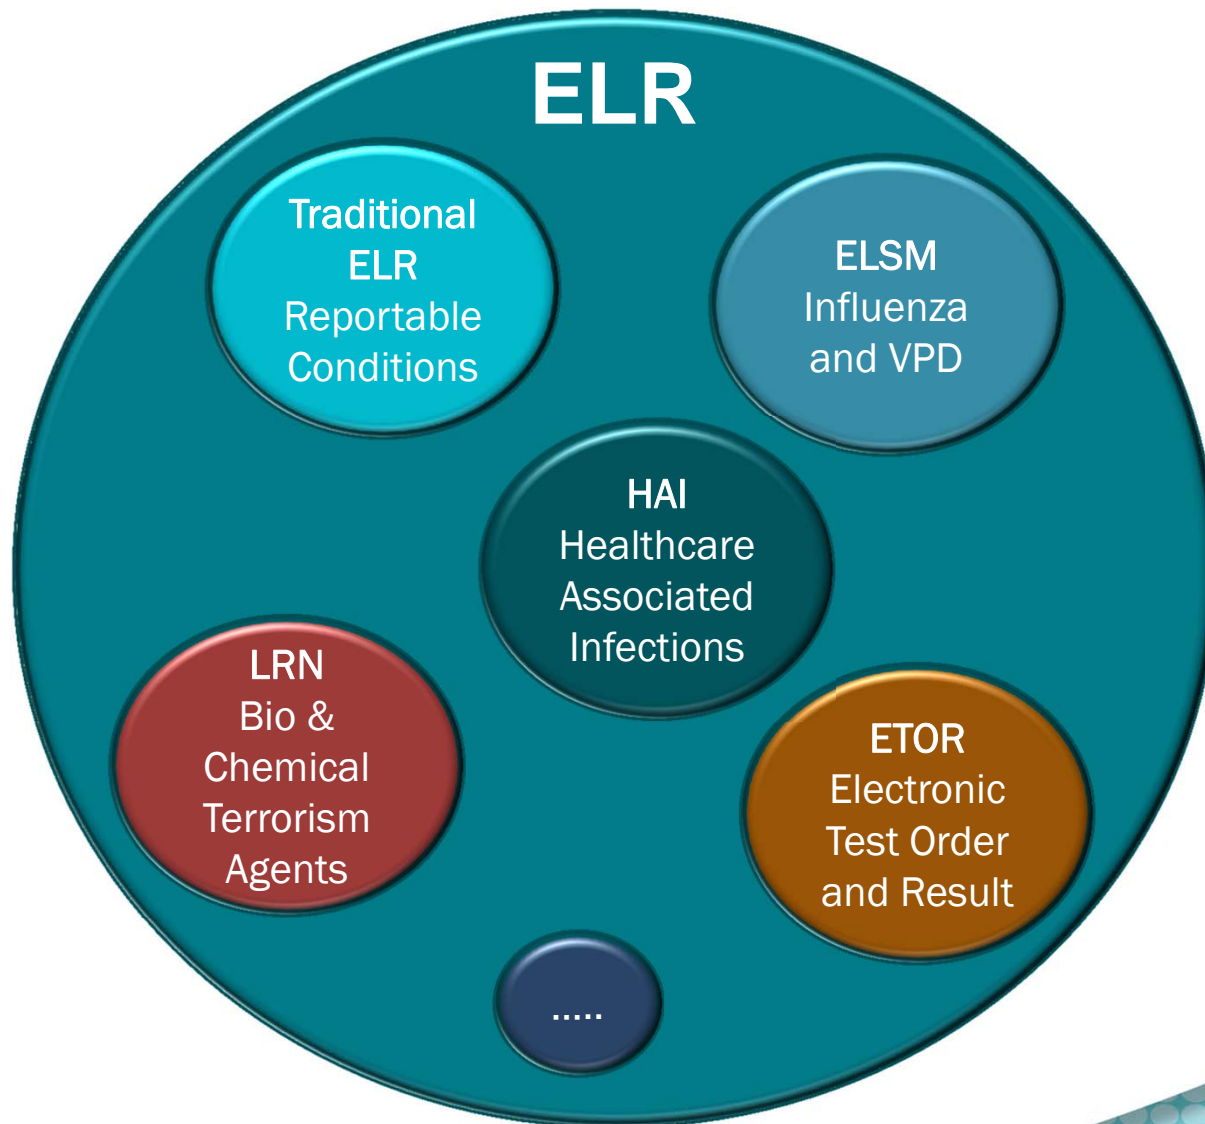 ELR
Traditional
ELR
Reportable
Conditions
ELSM
Influenza
and VPD
HAI
Healthcare
Associated
Infections
LRN
Bio &
Chemical
Terrorism
Agents
ETOR
Electronic
Test Order
and Result
.....